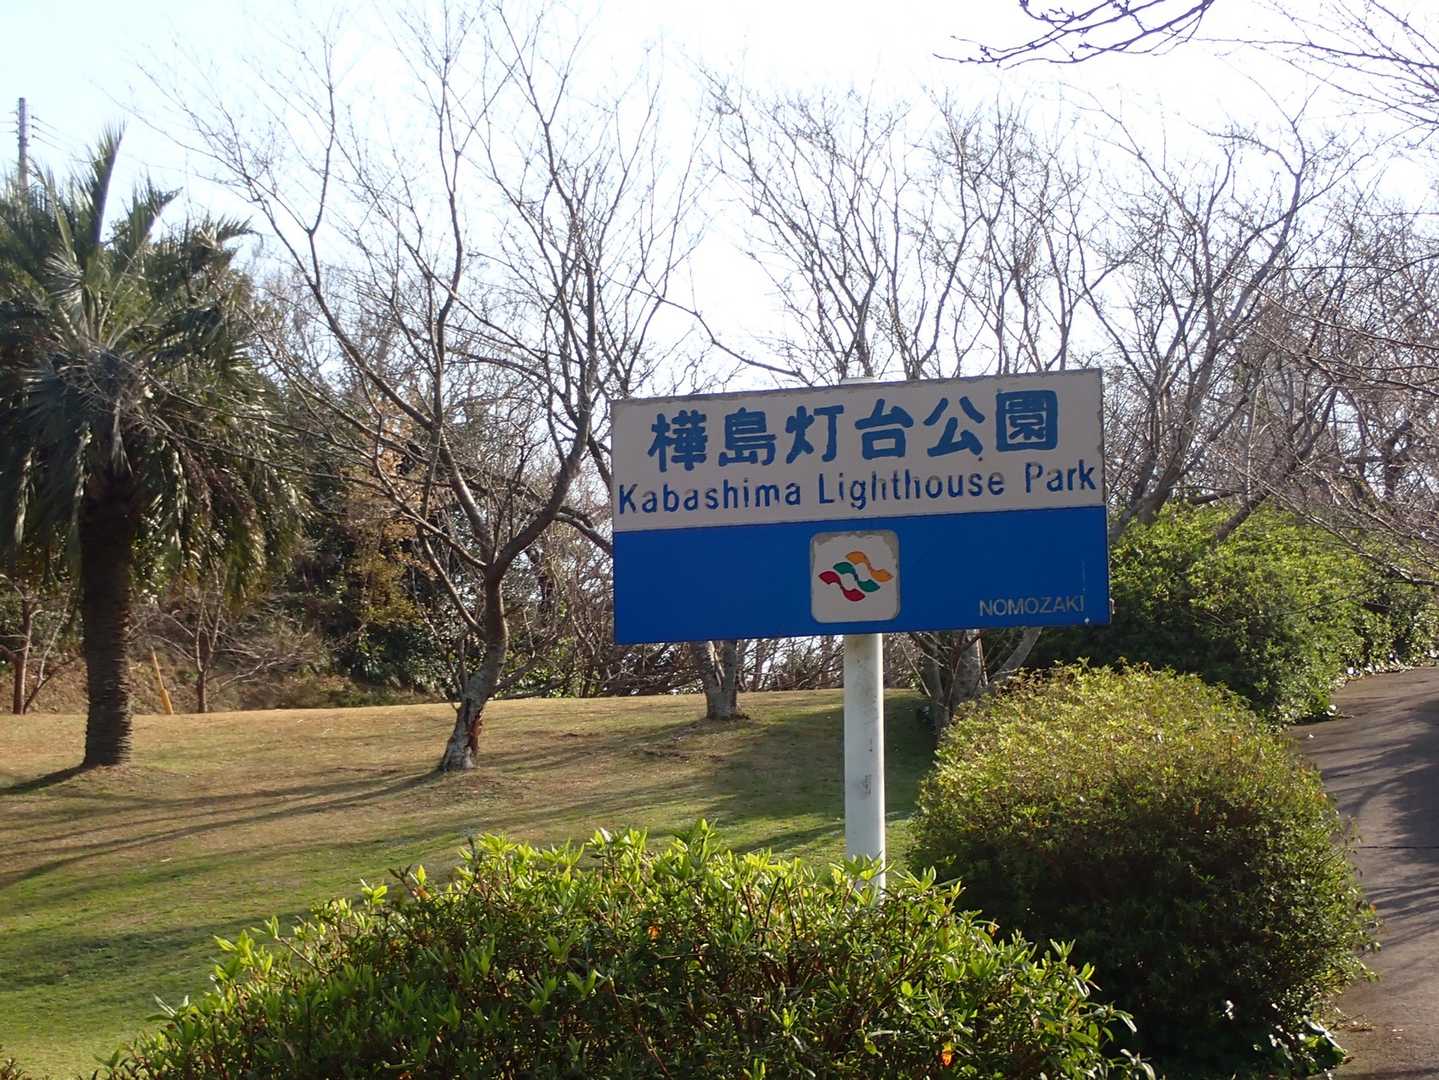 樺島灯台公園
Kabashima Lighthouse Park
NOMOZAKI